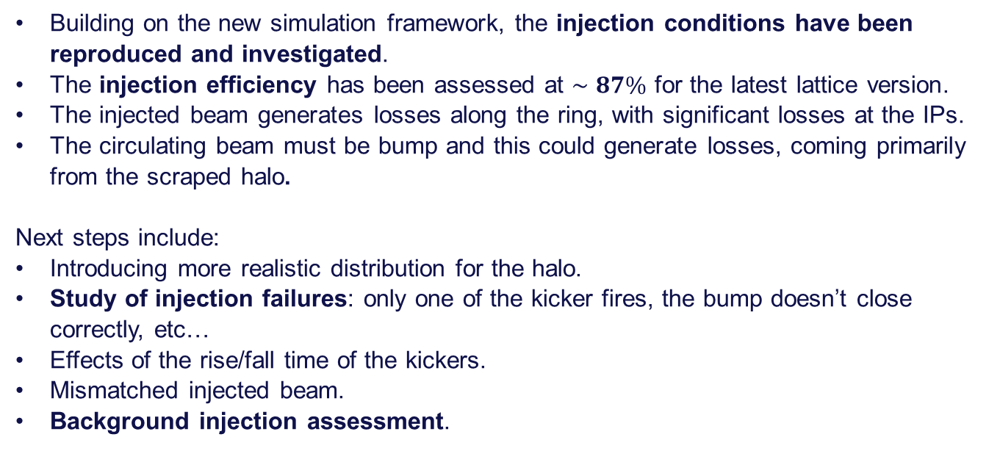 • Building on the new simulation framework, the injection conditions have been
reproduced and investigated.
• The injection efficiency has been assessed at ~ 87% for the latest lattice version.
• The injected beam generates losses along the ring, with significant losses at the IPs.
• The circulating beam must be bump and this could generate losses, coming primarily
from the scraped halo.
Next steps include:
• Introducing more realistic distribution for the halo.
• Study of injection failures: only one of the kicker fires, the bump doesn’t close
correctly, etc…
• Effects of the rise/fall time of the kickers.
• Mismatched injected beam.
• Background injection assessment.